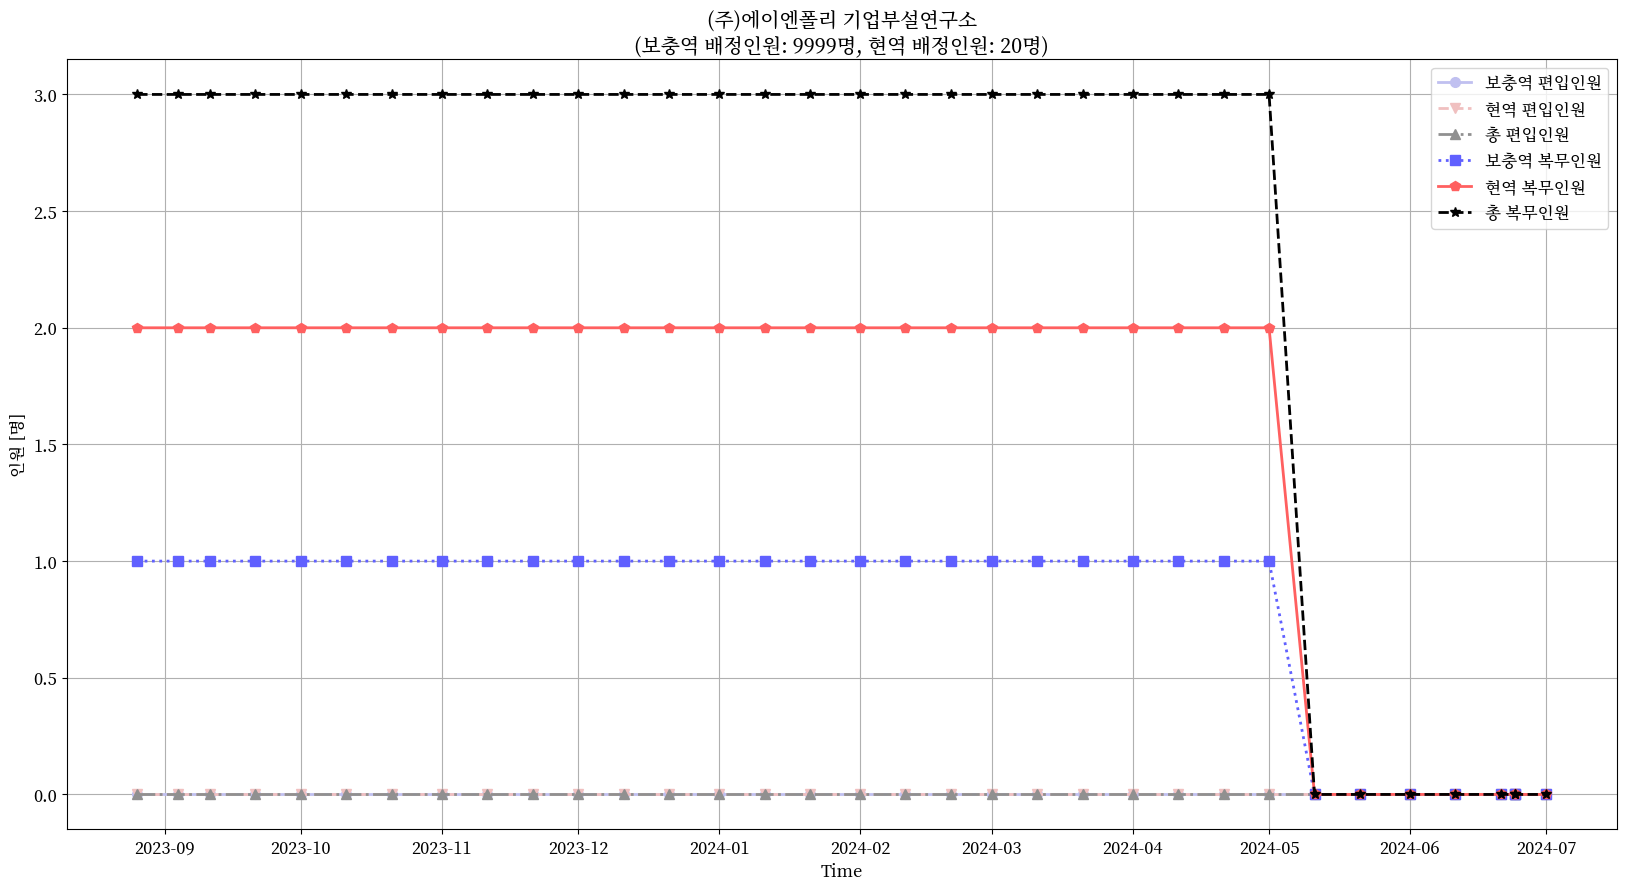 (주)에이엔폴리 기업부설연구소
(보충역 배정인원: 9999명, 현역 배정인원: 20명)
보충역 편입인원
현역 편입인원
총 편입인원
보충역 복무인원
현역 복무인원
총 복무인원
인원 [명]
3.0
2.5
2.0
1.5
1.0
0.5
0.0
2023-09 2023-10 2023-11 2023-12 2024-01 2024-02 2024-03 2024-04 2024-05 2024-06 2024-07
Time